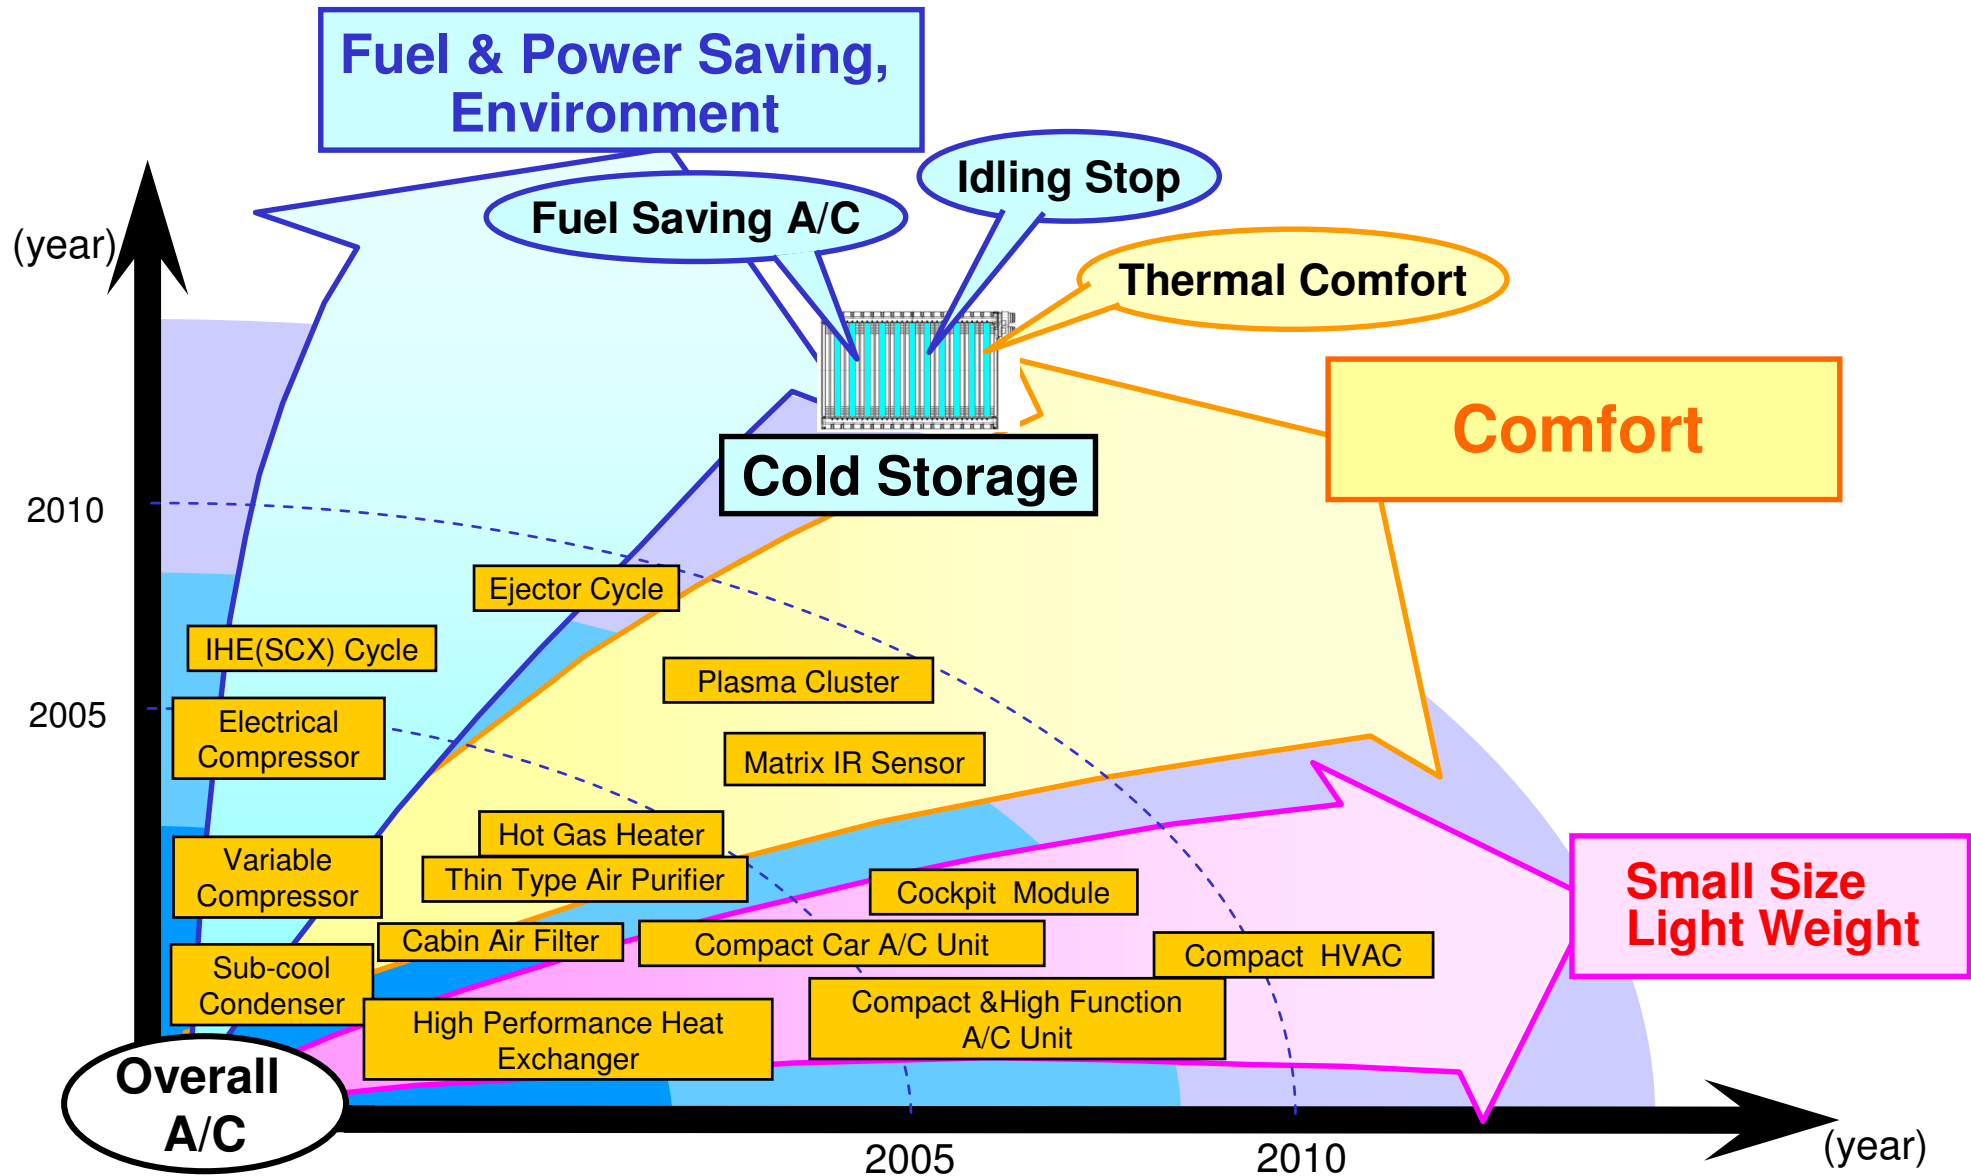 Fuel & Power Saving,
Environment
Idling Stop
Fuel Saving A/C
(year)
Thermal Comfort
Comfort
Cold Storage
2010
Ejector Cycle
IHE(SCX) Cycle
Plasma Cluster
2005
Electrical
Compressor
Matrix IR Sensor
Hot Gas Heater
Variable
Compressor
Thin Type Air Purifier
Cockpit Module
Small Size
Light Weight
Cabin Air Filter
Compact Car A/C Unit
Compact HVAC
Sub-cool
Condenser
Compact &High Function
A/C Unit
High Performance Heat
Exchanger
Overall
A/C
2005
2010
(year)